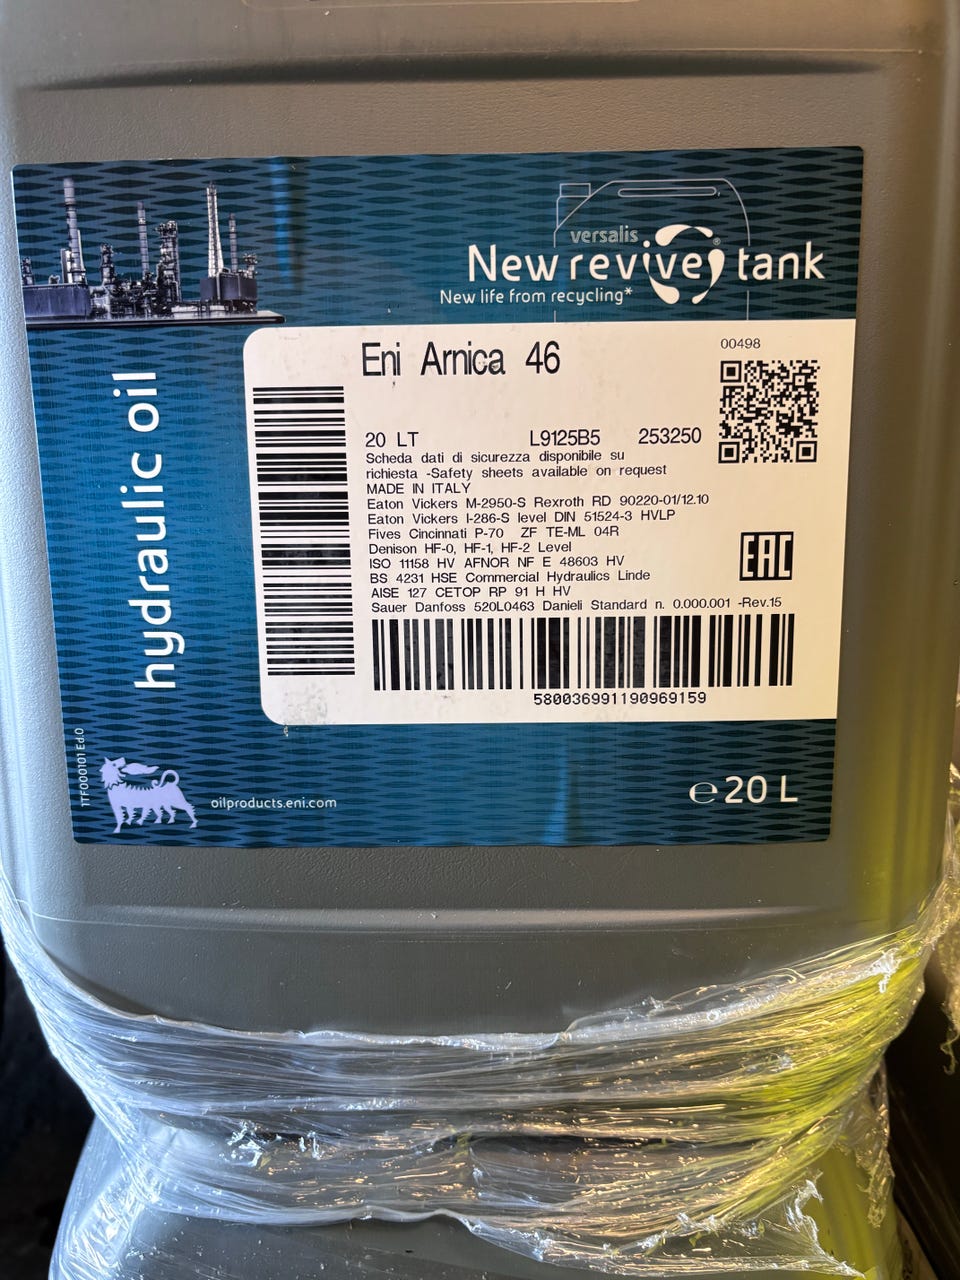 versalis
New revive® tank
New life from recycling*
hydraulic oil
Eni Arnica 46
00498
20 LT L9125B5 253250
Scheda dati di sicurezza disponibile su
richiesta -Safety sheets available on request
MADE IN ITALY
Eaton Vickers M-2950-S Rexroth RD 90220-01/12.10
Eaton Vickers I-286-S level DIN 51524-3 HVLP
Fives Cincinnati P-70 ZF TE-ML 04R
Denison HF-0, HF-1, HF-2 Level
ISO 11158 HV AFNOR NF E 48603 HV
BS 4231 HSE Commercial Hydraulics Linde
AISE 127 CETOP RP 91 H HV
Sauer Danfoss 520L0463 Danieli Standard n. 0.000.001 -Rev.15
EAC
580036991190969159
1TF000101 Ed.0
oilproducts.eni.com
℮ 20 L